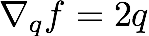 ∇_q f = 2q